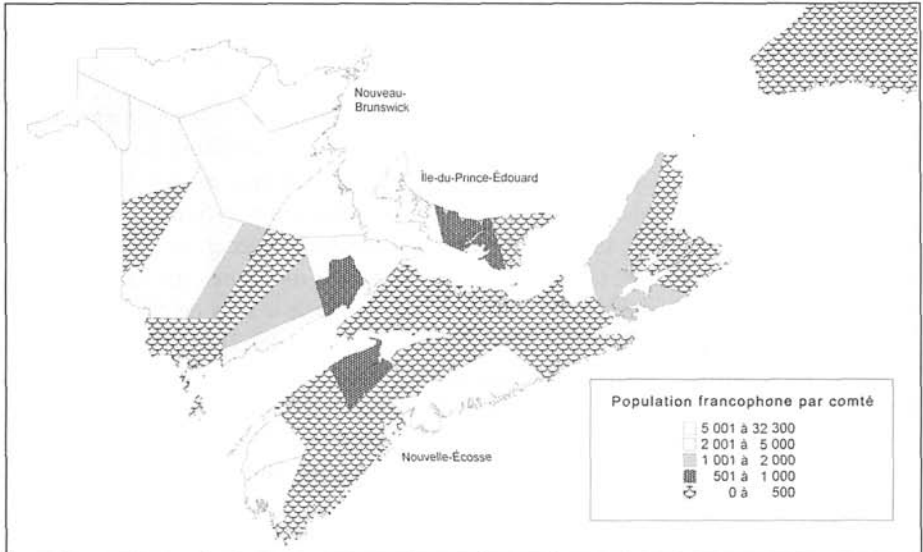 Nouveau-
Brunswick
Île-du-Prince-Édouard
Nouvelle-Écosse
Population francophone par comté
5 001 à 32 300
2 001 à 5 000
1 001 à 2 000
501 à 1 000
0 à 500